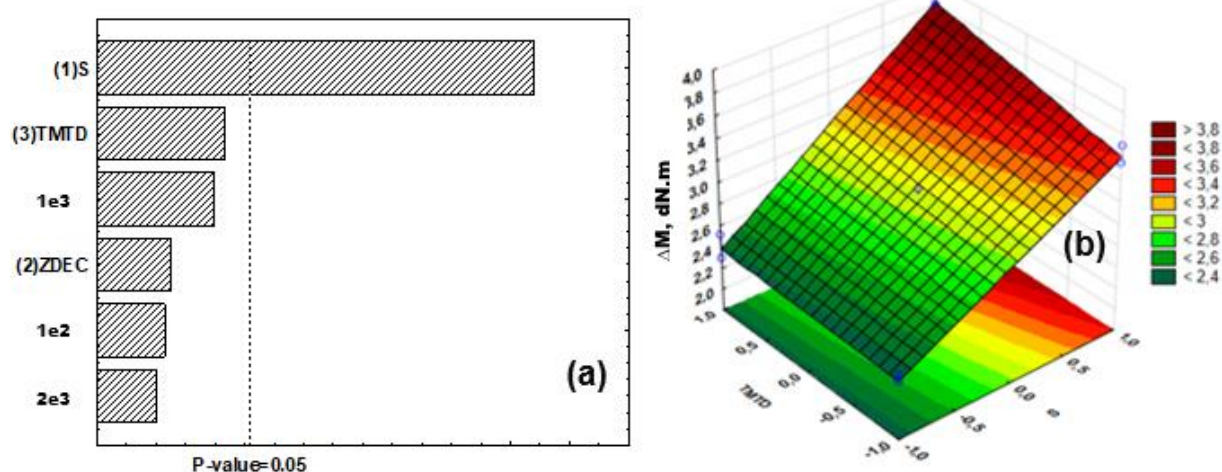 (1)S
(3)TMTD
1e3
(2)ZDEC
1e2
2e3
P-value=0.05
(a)
ΔM, dN.m
4,0
3,8
3,6
3,4
3,2
3,0
2,8
2,6
2,4
2,2
2,0
1,0
0,5
0,0
-0,5
-1,0
TMTD
-1,0
-0,5
0,0
0,5
1,0
S
(b)
> 3,8
< 3,8
< 3,6
< 3,4
< 3,2
< 3
< 2,8
< 2,6
< 2,4